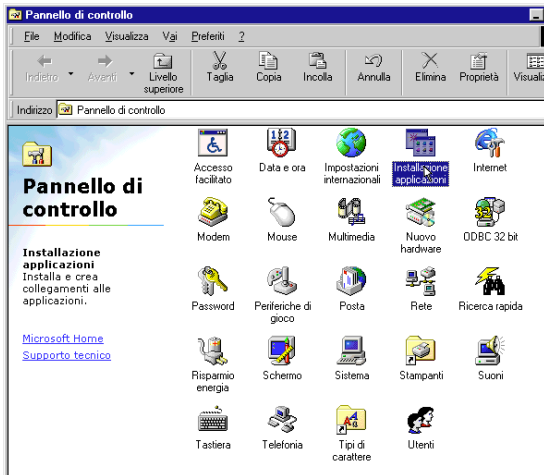 Pannello di controllo
File Modifica Visualizza Vai Preferiti ?
Indietro Avanti Livello superiore Taglia Copia Incolla Annulla Elimina Proprietà
Indirizzo Pannello di controllo
Pannello di
controllo
Installazione
applicazioni
Installa e crea
collegamenti alle
applicazioni.
Microsoft Home
Supporto tecnico
Accesso facilitato
Data e ora
Impostazioni internazionali
Installazione applicazioni
Internet
Modem
Mouse
Multimedia
Nuovo hardware
ODBC 32 bit
Password
Periferiche di gioco
Posta
Rete
Ricerca rapida
Risparmio energia
Schermo
Sistema
Stampanti
Suoni
Tastiera
Telefonia
Tipi di carattere
Utenti